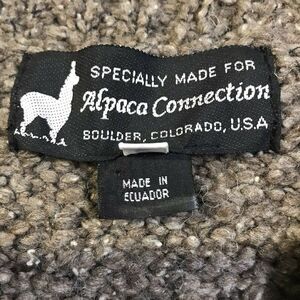 SPECIALLY MADE FOR
Alpaca Connection
BOULDER, COLORADO, U.S.A
MADE IN
ECUADOR